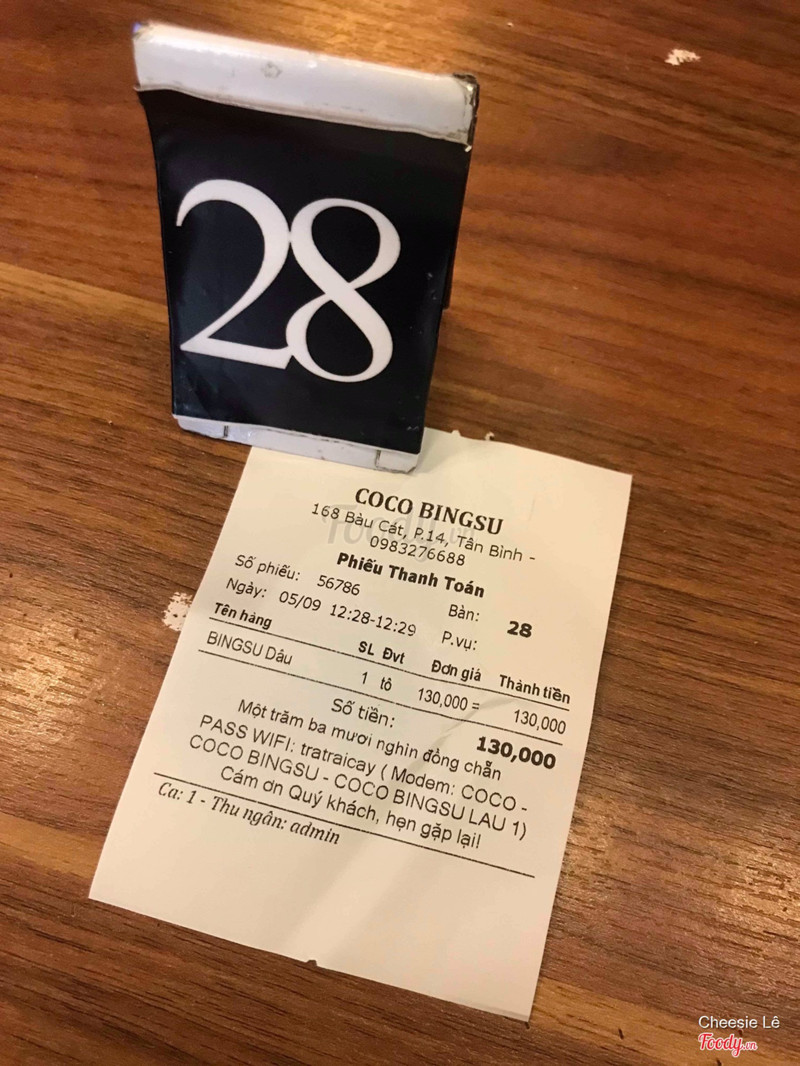 28
COCO BINGSU
168 Bàu Cát, P.14, Tân Bình -
0983276688
Phiếu Thanh Toán
Số phiếu: 56786
Bàn: 28
Ngày: 05/09 12:28-12:29
P.vụ:
Tên hàng SL Đvt Đơn giá Thành tiền
BINGSU Dâu 1 tô 130,000 = 130,000
Số tiền: 130,000
Một trăm ba mươi nghìn đồng chẵn
PASS WIFI: tratraicay ( Modem: COCO -
COCO BINGSU - COCO BINGSU LAU 1)
Cám ơn Quý khách, hẹn gặp lại!
Ca: 1 - Thu ngân: admin
Foody.vn
Cheesie Lê
Foody.vn